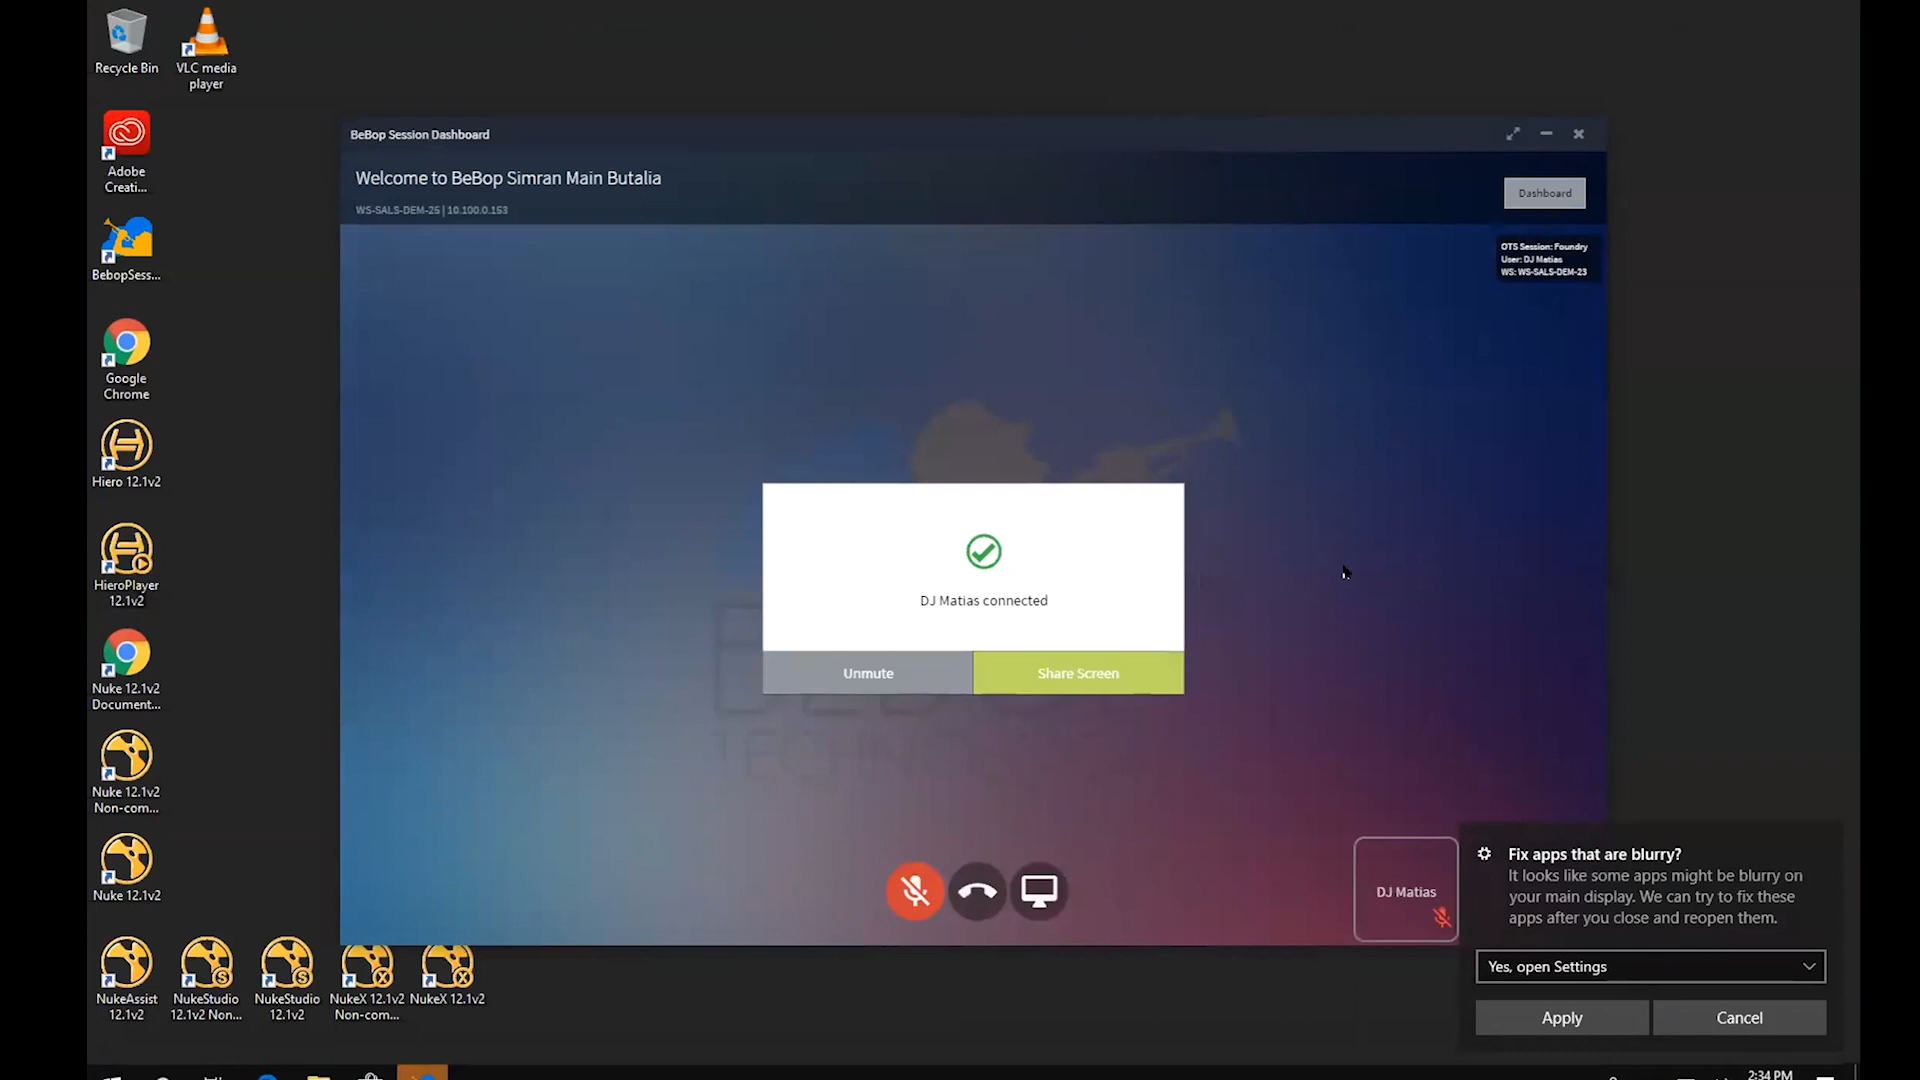 Recycle Bin
VLC media
player
Adobe
Creati...
BebopSess...
Google
Chrome
Hiero 12.1v2
HieroPlayer
12.1v2
Nuke 12.1v2
Document...
Nuke 12.1v2
Non-com...
Nuke 12.1v2
NukeAssist
12.1v2
NukeStudio
12.1v2 Non...
NukeStudio
12.1v2
NukeX 12.1v2
Non-com...
NukeX 12.1v2
BeBop Session Dashboard
Welcome to BeBop Simran Main Butalia
WS-SALS-DEM-25 | 10.100.0.153
Dashboard
OTS Session: Foundry
User: DJ Matias
WS: WS-SALS-DEM-23
DJ Matias connected
Unmute
Share Screen
DJ Matias
Fix apps that are blurry?
It looks like some apps might be blurry on
your main display. We can try to fix these
apps after you close and reopen them.
Yes, open Settings
Apply
Cancel
2:34 PM